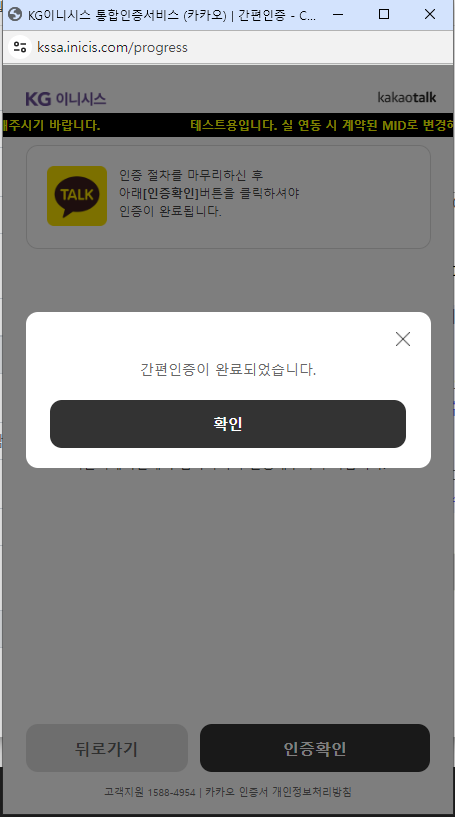 KG이니시스 통합인증서비스 (카카오) | 간편인증 - C...
kssa.inicis.com/progress
KG 이니시스
kakaotalk
해주시기 바랍니다. 테스트용입니다. 실 연동 시 계약된 MID로 변경하
TALK
인증 절차를 마무리하신 후
아래[인증확인]버튼을 클릭하셔야
인증이 완료됩니다.
간편인증이 완료되었습니다.
확인
뒤로가기
인증확인
고객지원 1588-4954 | 카카오 인증서 개인정보처리방침